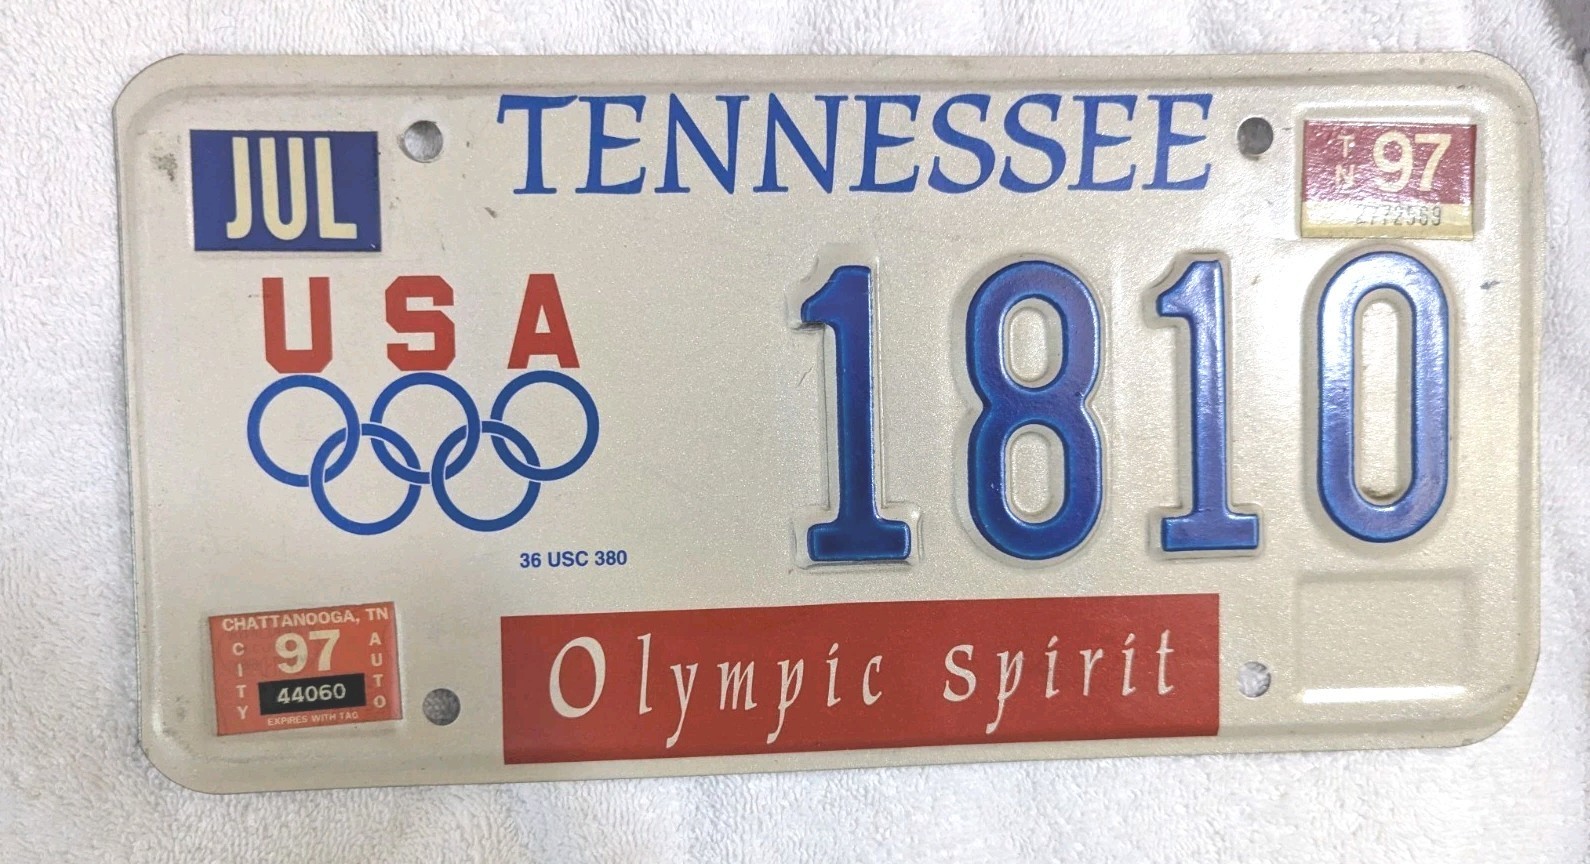 TENNESSEE
JUL
TN 97
2772569
USA
1810
36 USC 380
CHATTANOOGA, TN
CITY 97 AUTO
44060
EXPIRES WITH TAG
Olympic Spirit